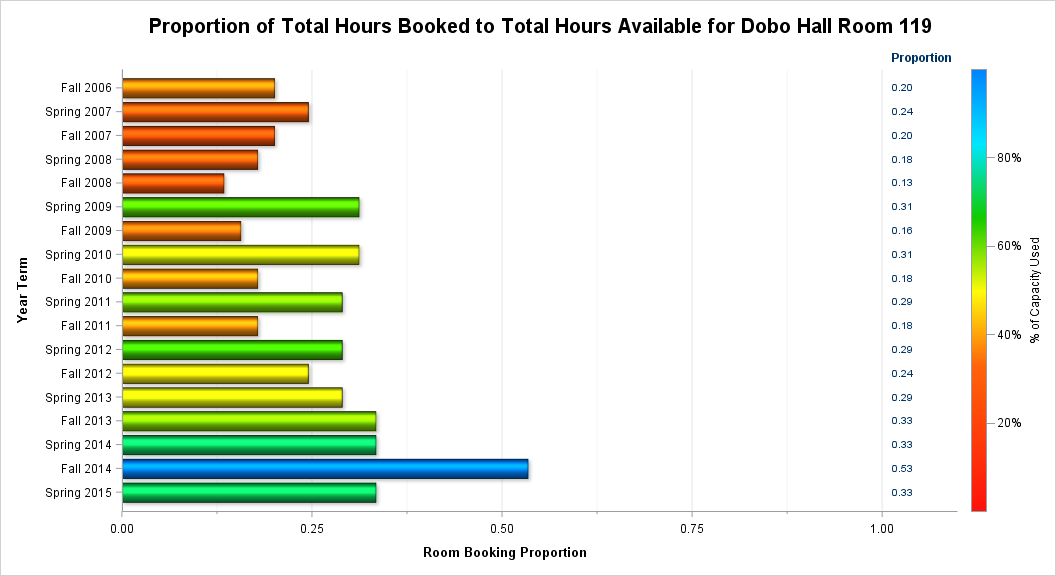 Proportion of Total Hours Booked to Total Hours Available for Dobo Hall Room 119
Proportion
Fall 2006 0.20
Spring 2007 0.24
Fall 2007 0.20
Spring 2008 0.18
Fall 2008 0.13
Spring 2009 0.31
Fall 2009 0.16
Spring 2010 0.31
Fall 2010 0.18
Spring 2011 0.29
Fall 2011 0.18
Spring 2012 0.29
Fall 2012 0.24
Spring 2013 0.29
Fall 2013 0.33
Spring 2014 0.33
Fall 2014 0.53
Spring 2015 0.33
Year Term
0.00 0.25 0.50 0.75 1.00
Room Booking Proportion
80%
60%
40%
20%
% of Capacity Used